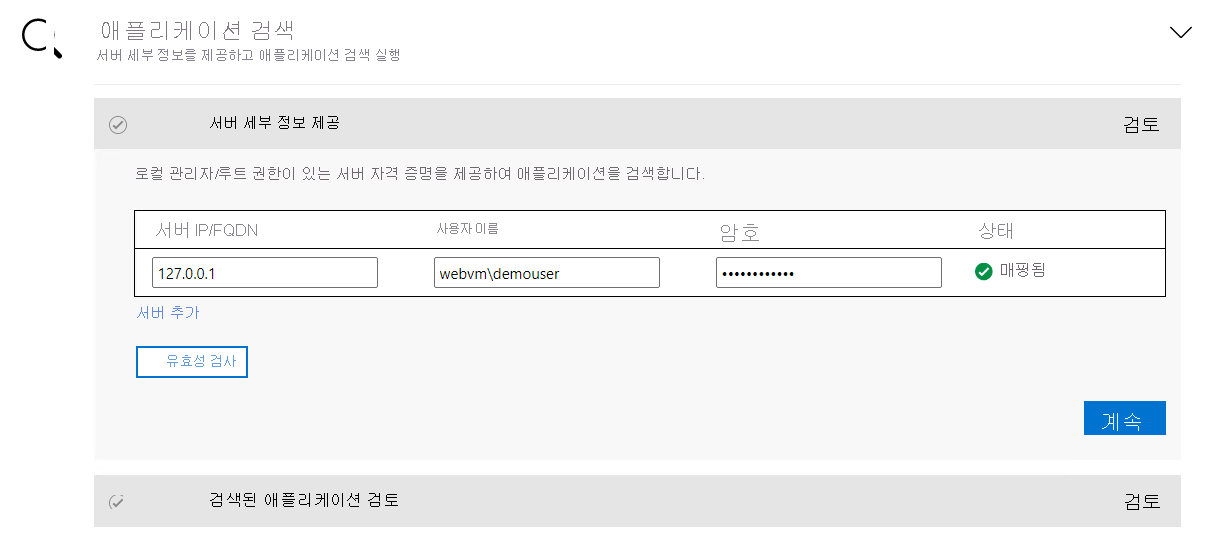 애플리케이션 검색
서버 세부 정보를 제공하고 애플리케이션 검색 실행
서버 세부 정보 제공 검토
로컬 관리자/루트 권한이 있는 서버 자격 증명을 제공하여 애플리케이션을 검색합니다.
서버 IP/FQDN 사용자 이름 암호 상태
127.0.0.1 webvm\demouser •••••••••••• 매핑됨
서버 추가
유효성 검사
계속
검색된 애플리케이션 검토 검토